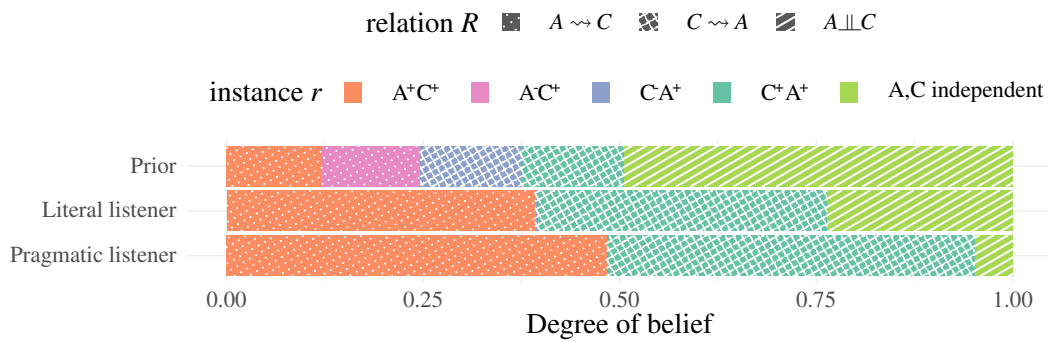 relation R A ⇝ C C ⇝ A A⫫C
instance r A⁺C⁺ A⁻C⁺ C⁻A⁺ C⁺A⁺ A,C independent
Prior
Literal listener
Pragmatic listener
0.00 0.25 0.50 0.75 1.00
Degree of belief